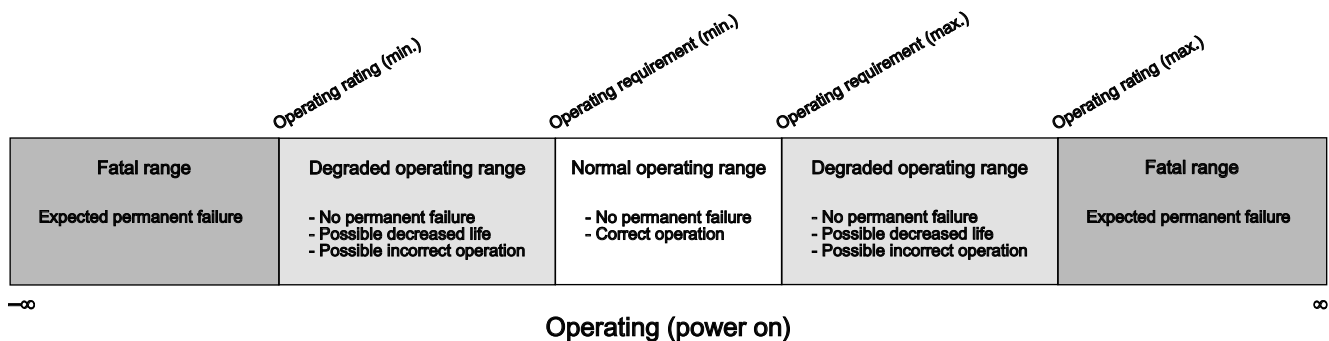 Operating rating (min.)
Operating requirement (min.)
Operating requirement (max.)
Operating rating (max.)
Fatal range
Expected permanent failure
Degraded operating range
- No permanent failure
- Possible decreased life
- Possible incorrect operation
Normal operating range
- No permanent failure
- Correct operation
Degraded operating range
- No permanent failure
- Possible decreased life
- Possible incorrect operation
Fatal range
Expected permanent failure
–∞
∞
Operating (power on)